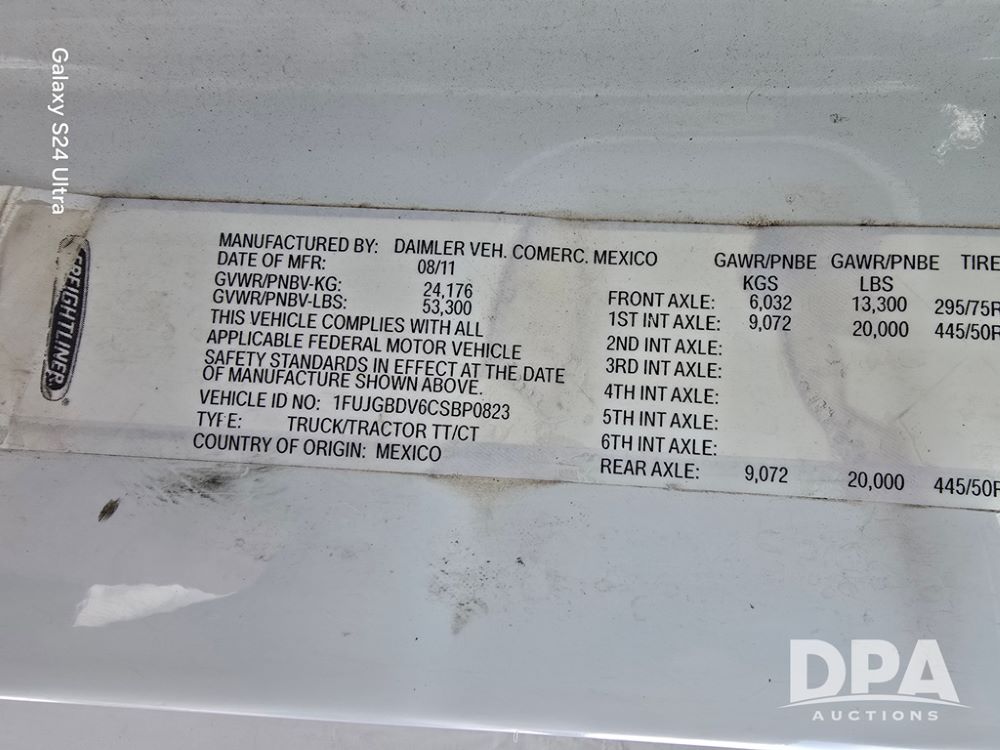 Galaxy S24 Ultra
FREIGHTLINER
MANUFACTURED BY: DAIMLER VEH. COMERC. MEXICO
DATE OF MFR: 08/11
GVWR/PNBV-KG: 24,176
GVWR/PNBV-LBS: 53,300
THIS VEHICLE COMPLIES WITH ALL
APPLICABLE FEDERAL MOTOR VEHICLE
SAFETY STANDARDS IN EFFECT AT THE DATE
OF MANUFACTURE SHOWN ABOVE.
VEHICLE ID NO: 1FUJGBDV6CSBP0823
TYPE: TRUCK/TRACTOR TT/CT
COUNTRY OF ORIGIN: MEXICO
GAWR/PNBE GAWR/PNBE TIRE
KGS LBS
FRONT AXLE: 6,032 13,300 295/75R
1ST INT AXLE: 9,072 20,000 445/50R
2ND INT AXLE:
3RD INT AXLE:
4TH INT AXLE:
5TH INT AXLE:
6TH INT AXLE:
REAR AXLE: 9,072 20,000 445/50R
DPA
AUCTIONS